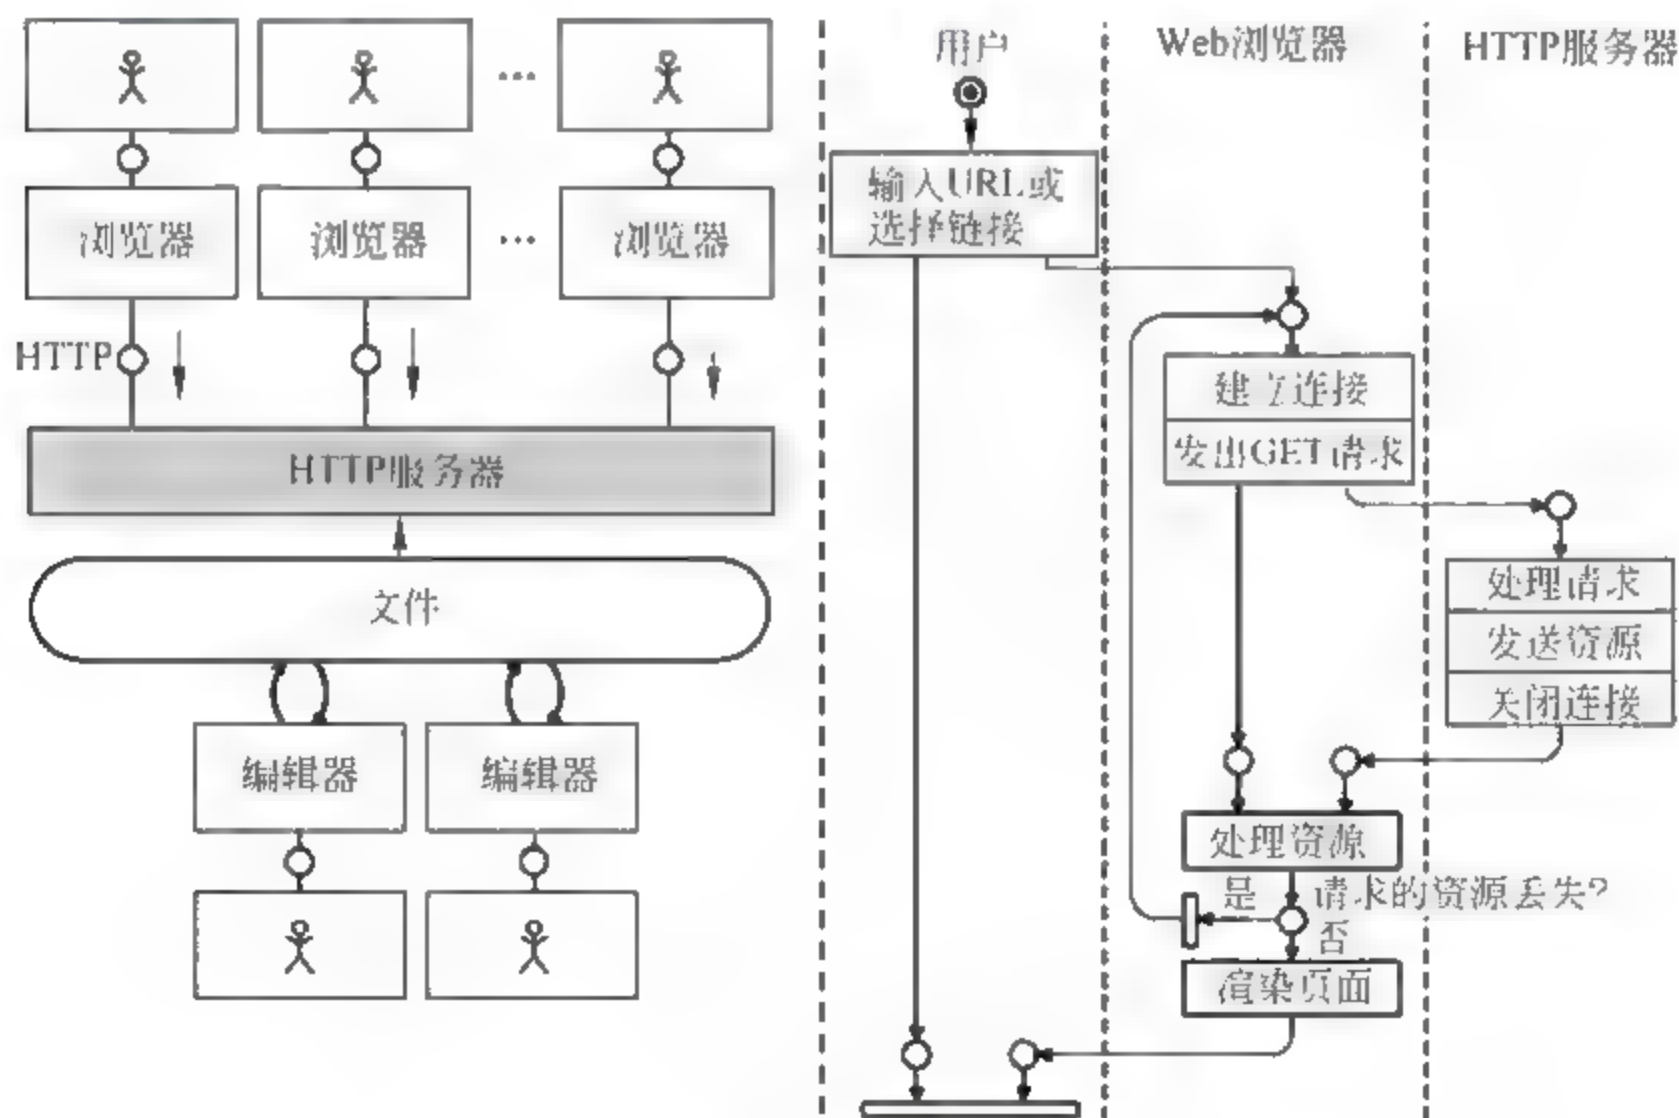 浏览器
浏览器
...
浏览器
HTTP
HTTP服务器
文件
编辑器
编辑器
用户
Web浏览器
HTTP服务器
输入URL或
选择链接
建立连接
发出GET请求
处理请求
发送资源
关闭连接
处理资源
是
请求的资源丢失?
否
渲染页面